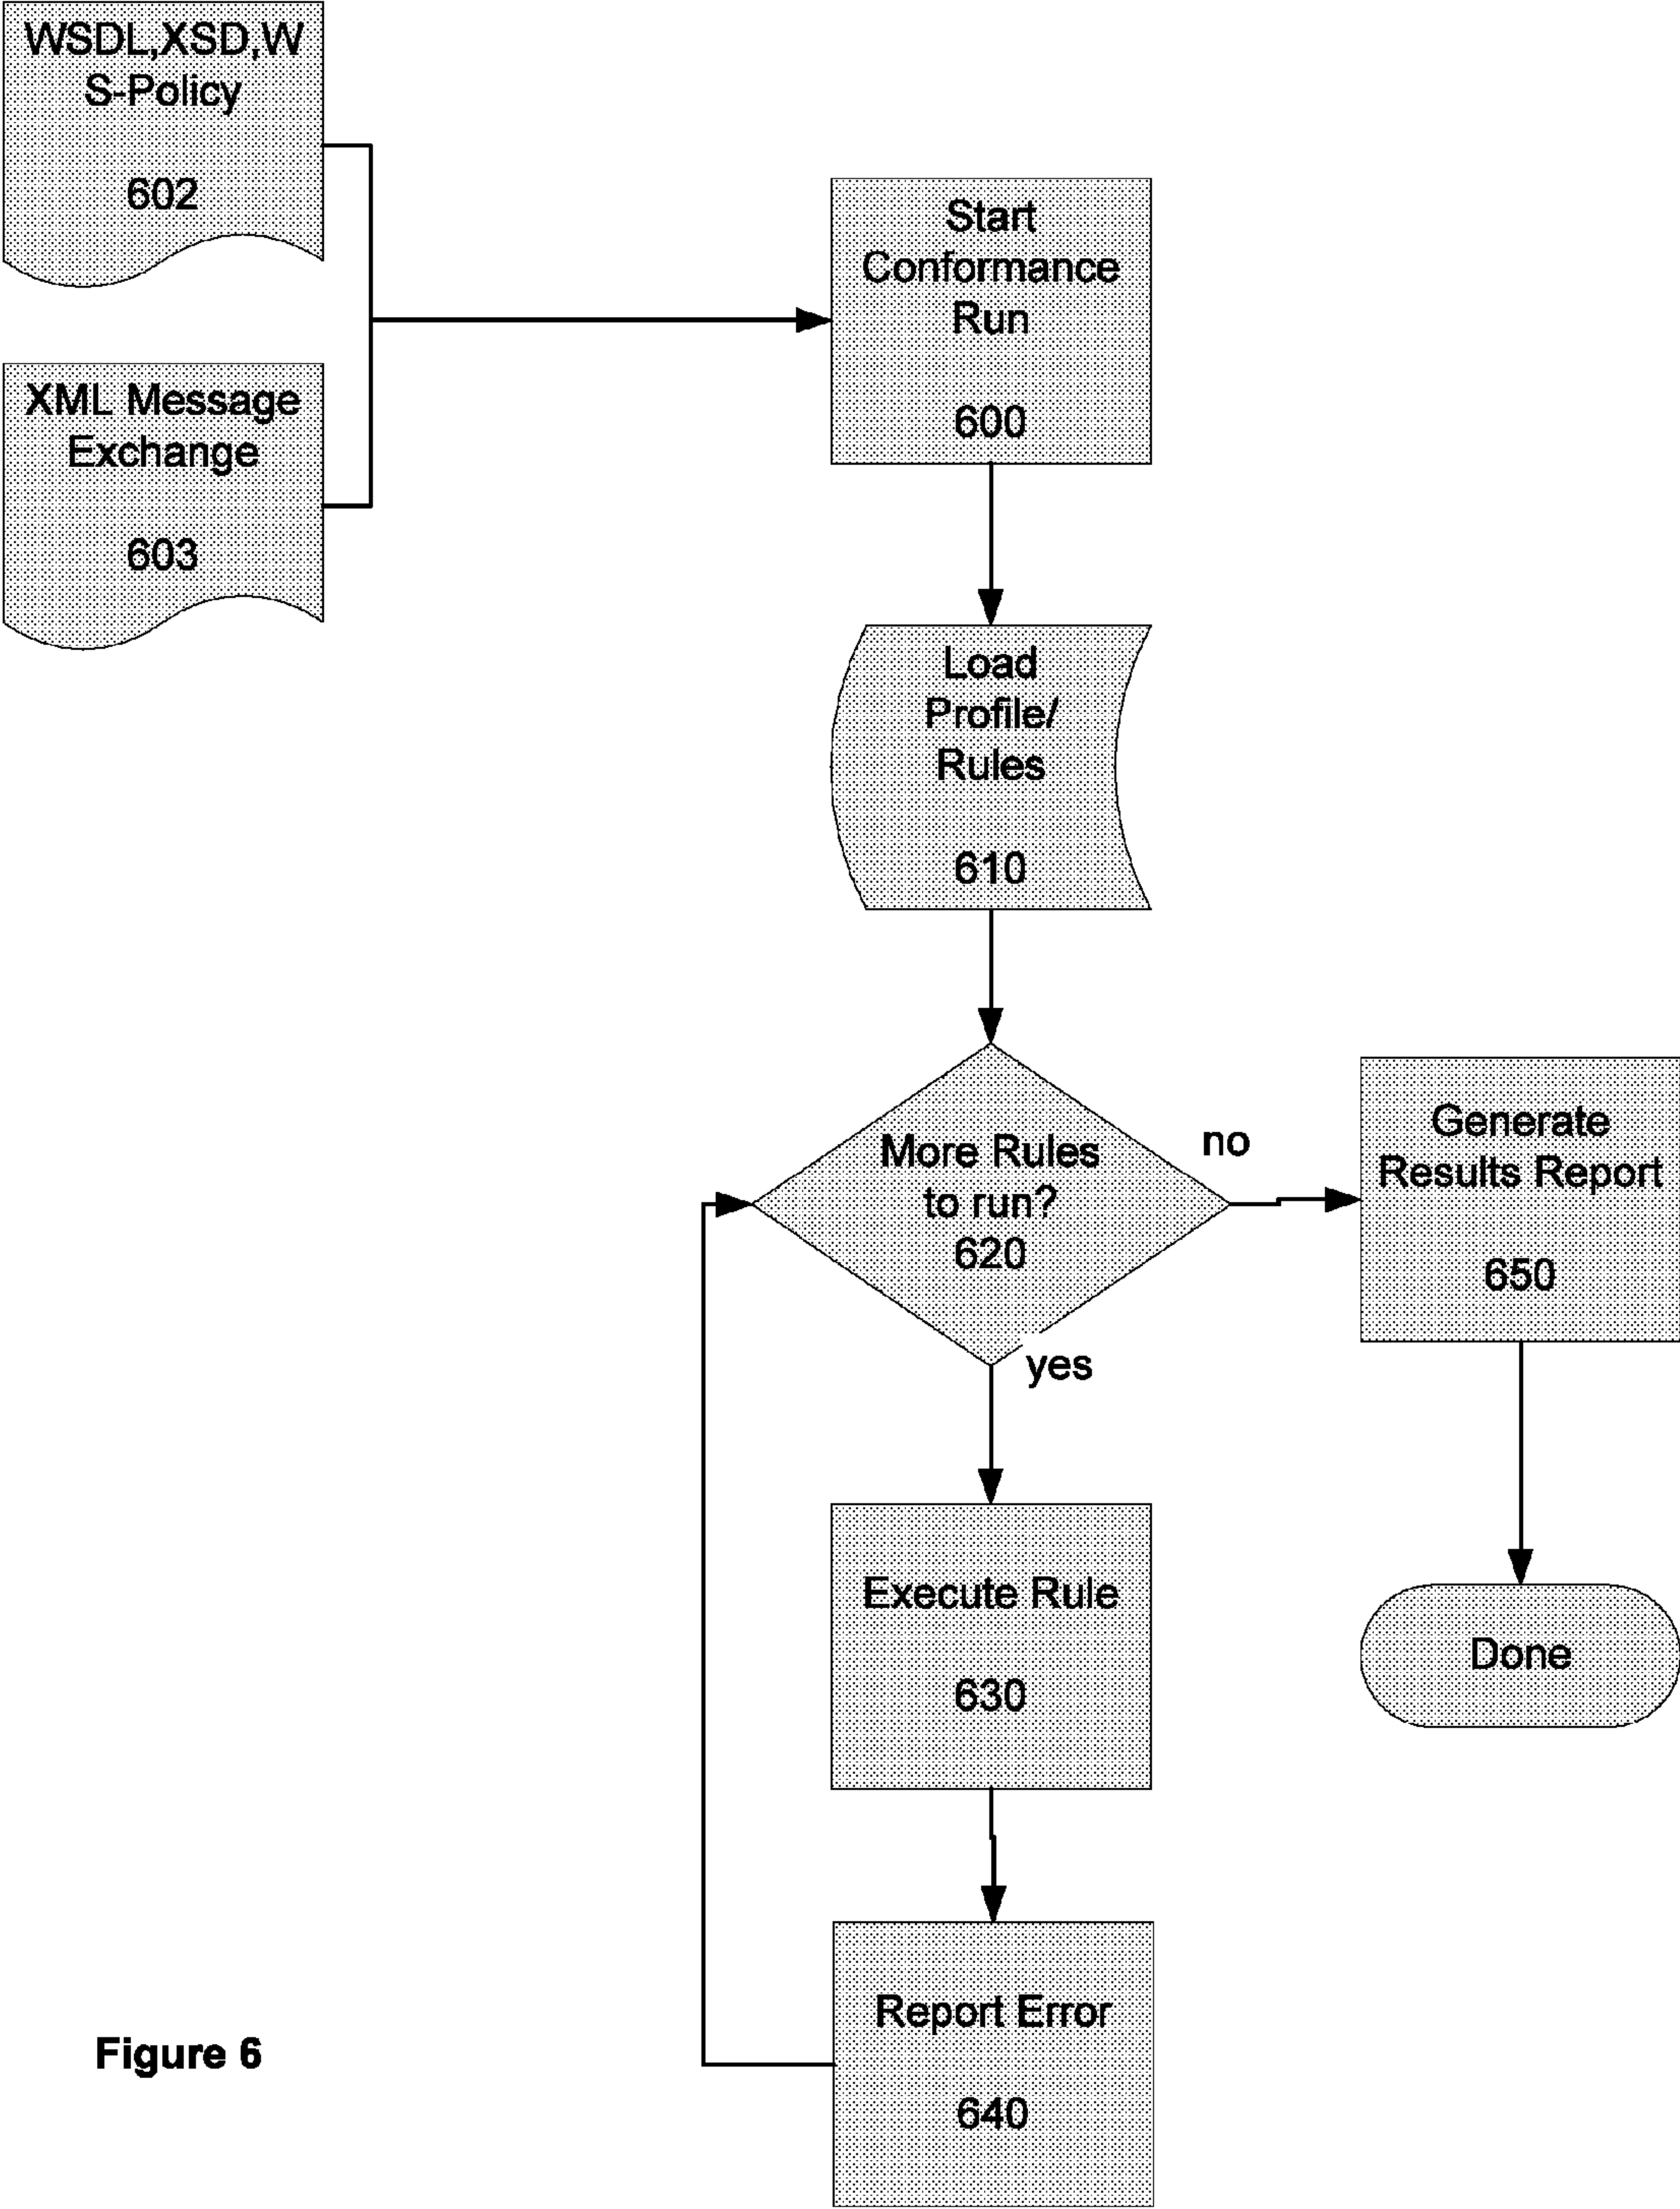 WSDL,XSD,W
S-Policy
602
XML Message
Exchange
603
Start
Conformance
Run
600
Load
Profile/
Rules
610
More Rules
to run?
620
no
yes
Generate
Results Report
650
Execute Rule
630
Done
Report Error
640
Figure 6